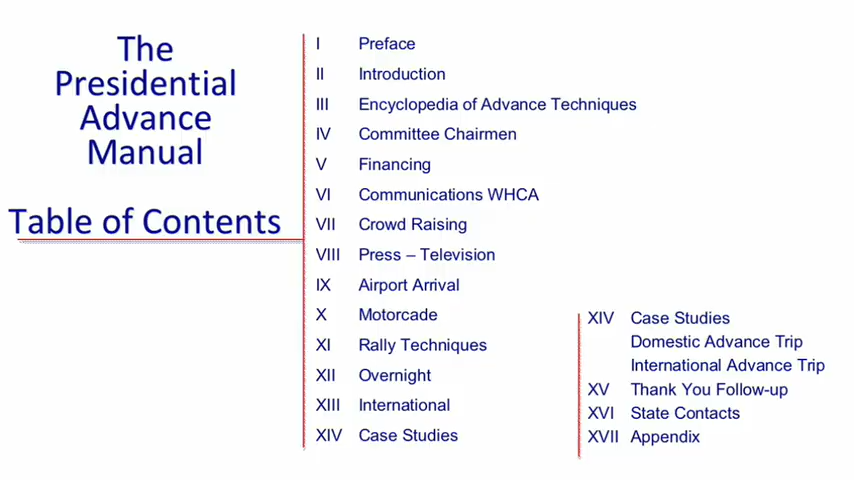 The
Presidential
Advance
Manual
Table of Contents
I Preface
II Introduction
III Encyclopedia of Advance Techniques
IV Committee Chairmen
V Financing
VI Communications WHCA
VII Crowd Raising
VIII Press – Television
IX Airport Arrival
X Motorcade
XI Rally Techniques
XII Overnight
XIII International
XIV Case Studies
XIV Case Studies
Domestic Advance Trip
International Advance Trip
XV Thank You Follow-up
XVI State Contacts
XVII Appendix